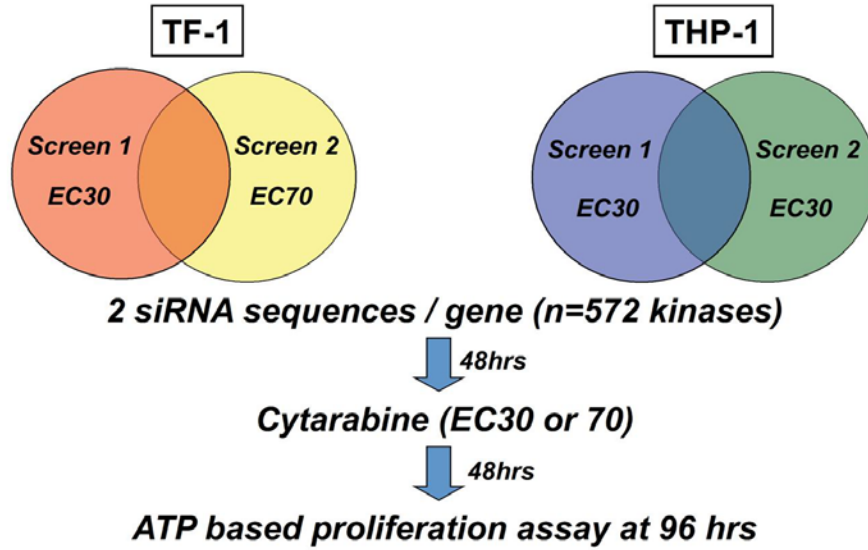 TF-1
THP-1
Screen 1
EC30
Screen 2
EC70
Screen 1
EC30
Screen 2
EC30
2 siRNA sequences / gene (n=572 kinases)
48hrs
Cytarabine (EC30 or 70)
48hrs
ATP based proliferation assay at 96 hrs